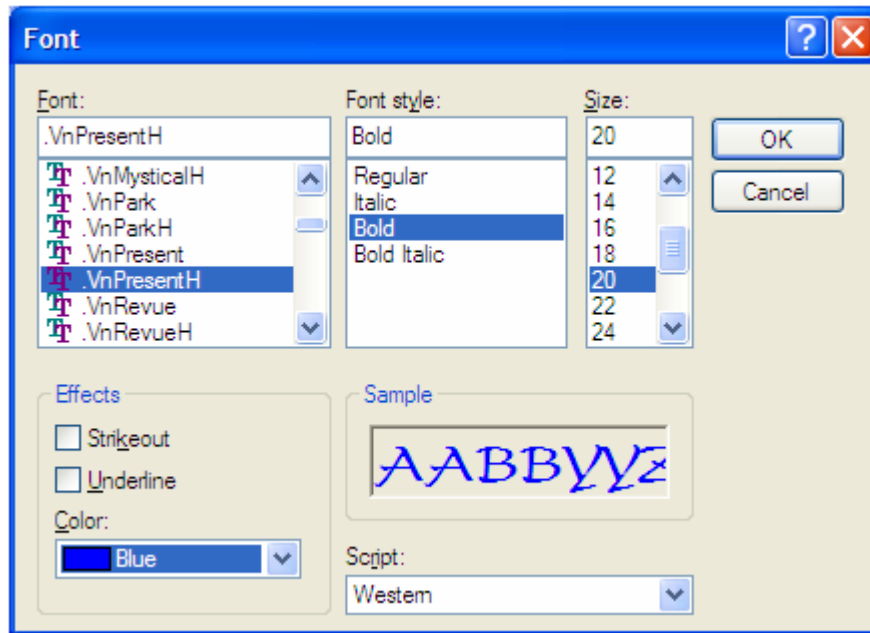 Font
Font:
.VnPresentH
.VnMysticalH
.VnPark
.VnParkH
.VnPresent
.VnPresentH
.VnRevue
.VnRevueH
Font style:
Bold
Regular
Italic
Bold
Bold Italic
Size:
20
12
14
16
18
20
22
24
OK
Cancel
Effects
Strikeout
Underline
Color:
Blue
Sample
AABBYYZ
Script:
Western